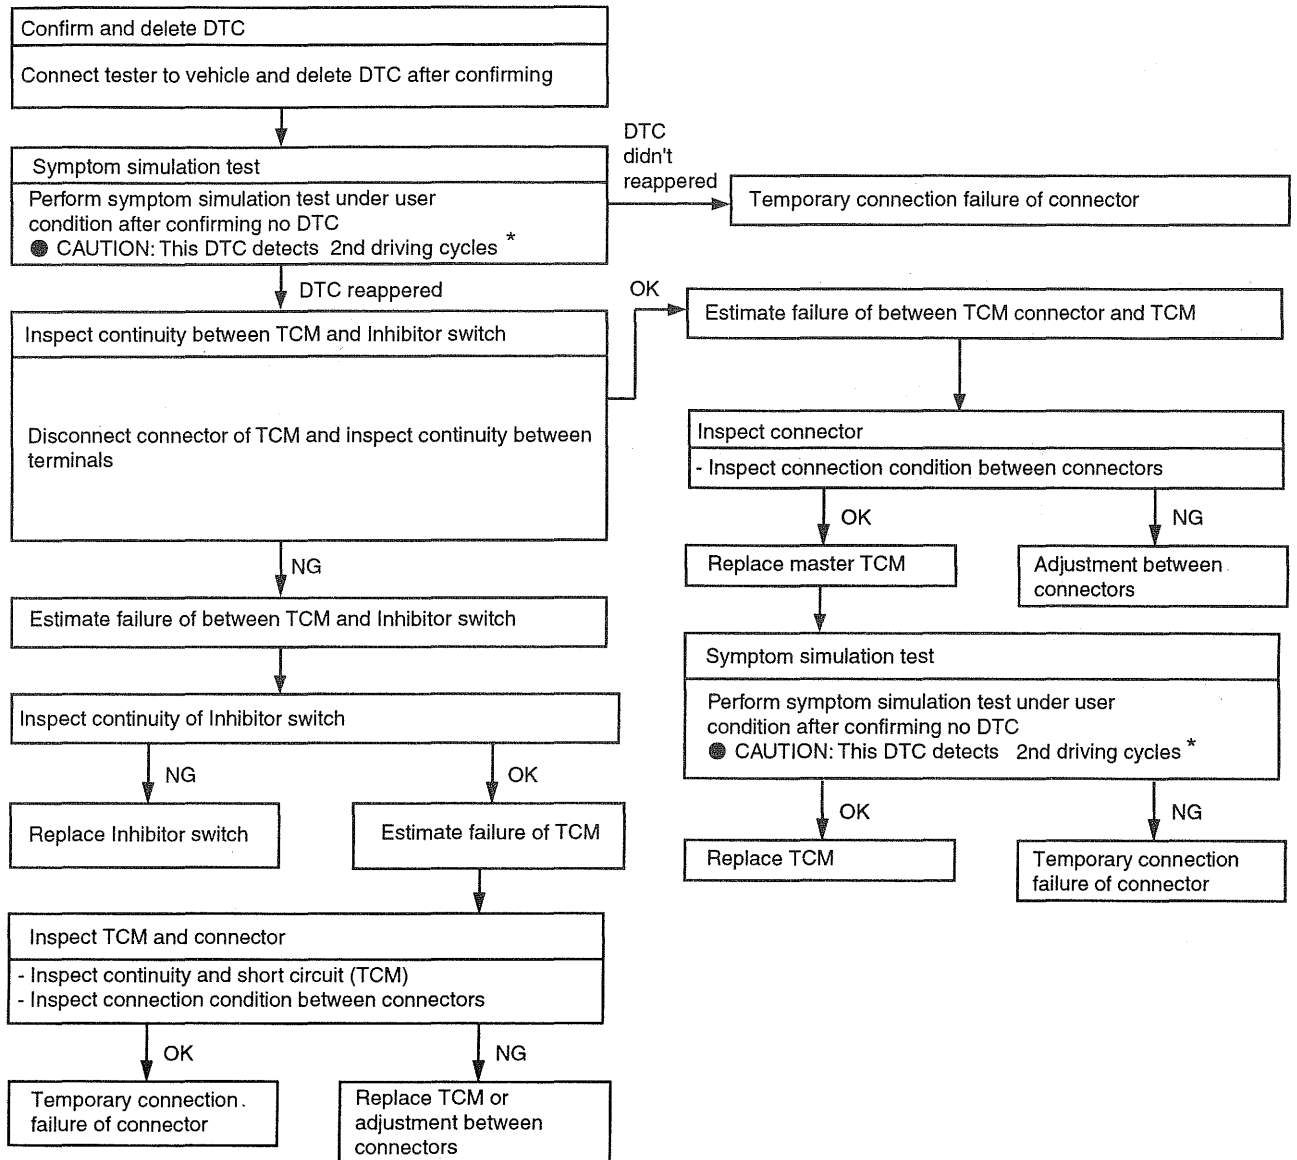 Confirm and delete DTC
Connect tester to vehicle and delete DTC after confirming
Symptom simulation test
Perform symptom simulation test under user
condition after confirming no DTC
● CAUTION: This DTC detects 2nd driving cycles *
DTC
didn't
reappered
Temporary connection failure of connector
DTC reappered
Inspect continuity between TCM and Inhibitor switch
Disconnect connector of TCM and inspect continuity between
terminals
OK
Estimate failure of between TCM connector and TCM
Inspect connector
- Inspect connection condition between connectors
OK
NG
Replace master TCM
Adjustment between
connectors
Symptom simulation test
Perform symptom simulation test under user
condition after confirming no DTC
● CAUTION: This DTC detects 2nd driving cycles *
OK
NG
Replace TCM
Temporary connection
failure of connector
NG
Estimate failure of between TCM and Inhibitor switch
Inspect continuity of Inhibitor switch
NG
OK
Replace Inhibitor switch
Estimate failure of TCM
Inspect TCM and connector
- Inspect continuity and short circuit (TCM)
- Inspect connection condition between connectors
OK
NG
Temporary connection
failure of connector
Replace TCM or
adjustment between
connectors